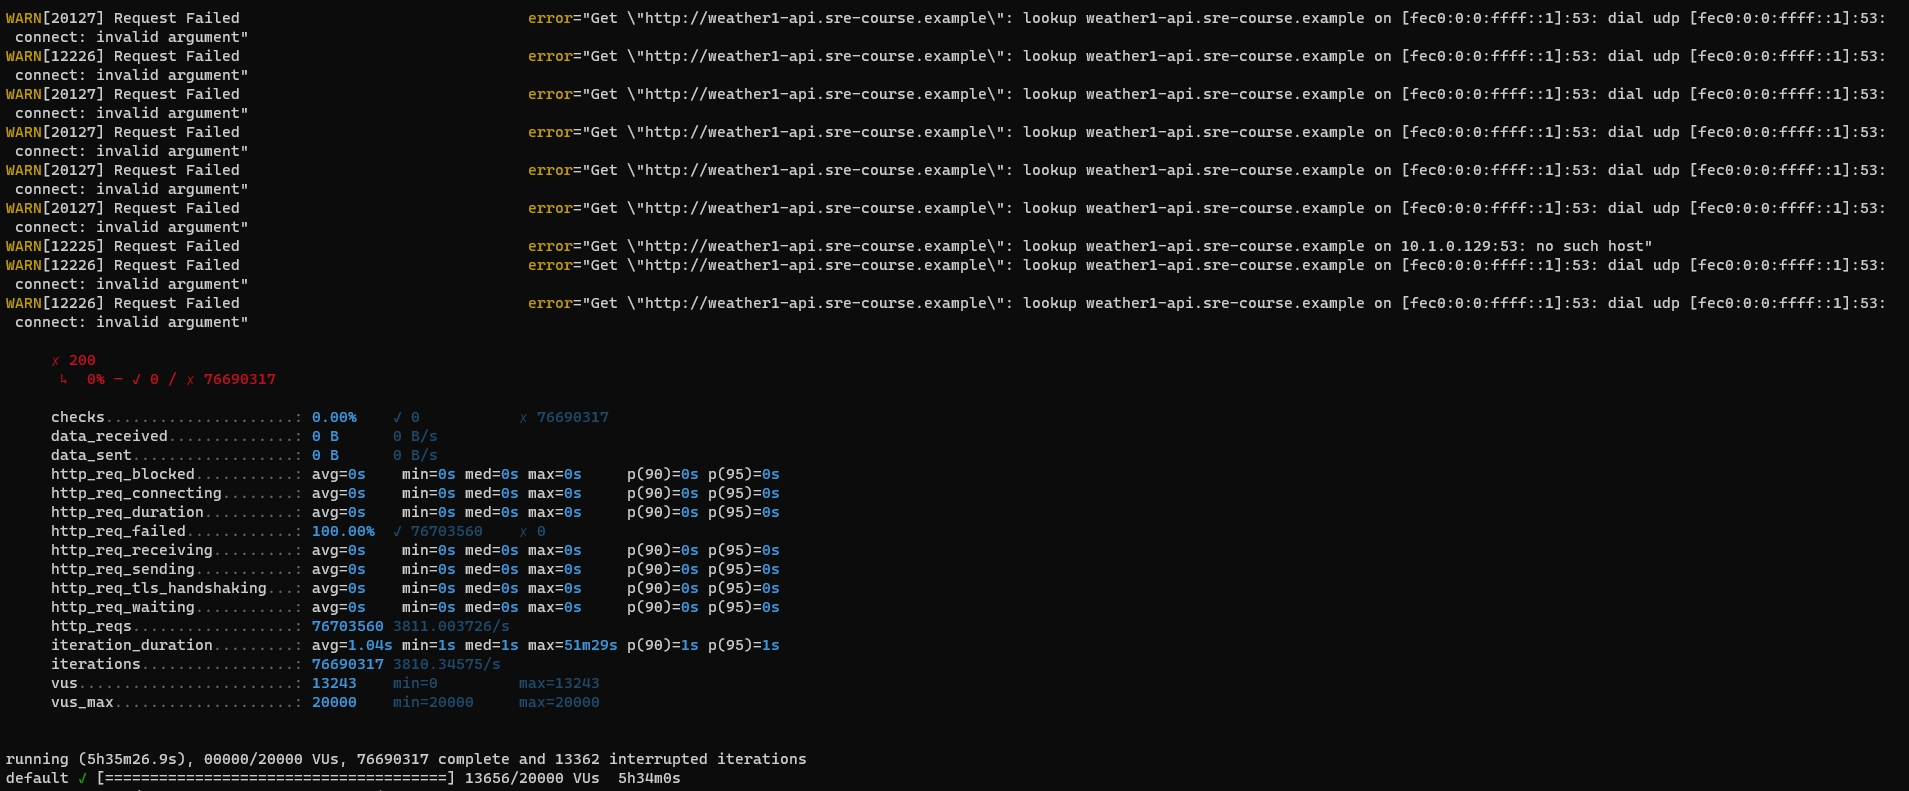 WARN[20127] Request Failed                                error="Get \"http://weather1-api.sre-course.example\": lookup weather1-api.sre-course.example on [fec0:0:0:ffff::1]:53: dial udp [fec0:0:0:ffff::1]:53:
 connect: invalid argument"
WARN[12226] Request Failed                                error="Get \"http://weather1-api.sre-course.example\": lookup weather1-api.sre-course.example on [fec0:0:0:ffff::1]:53: dial udp [fec0:0:0:ffff::1]:53:
 connect: invalid argument"
WARN[20127] Request Failed                                error="Get \"http://weather1-api.sre-course.example\": lookup weather1-api.sre-course.example on [fec0:0:0:ffff::1]:53: dial udp [fec0:0:0:ffff::1]:53:
 connect: invalid argument"
WARN[20127] Request Failed                                error="Get \"http://weather1-api.sre-course.example\": lookup weather1-api.sre-course.example on [fec0:0:0:ffff::1]:53: dial udp [fec0:0:0:ffff::1]:53:
 connect: invalid argument"
WARN[20127] Request Failed                                error="Get \"http://weather1-api.sre-course.example\": lookup weather1-api.sre-course.example on [fec0:0:0:ffff::1]:53: dial udp [fec0:0:0:ffff::1]:53:
 connect: invalid argument"
WARN[20127] Request Failed                                error="Get \"http://weather1-api.sre-course.example\": lookup weather1-api.sre-course.example on [fec0:0:0:ffff::1]:53: dial udp [fec0:0:0:ffff::1]:53:
 connect: invalid argument"
WARN[12225] Request Failed                                error="Get \"http://weather1-api.sre-course.example\": lookup weather1-api.sre-course.example on 10.1.0.129:53: no such host"
WARN[12226] Request Failed                                error="Get \"http://weather1-api.sre-course.example\": lookup weather1-api.sre-course.example on [fec0:0:0:ffff::1]:53: dial udp [fec0:0:0:ffff::1]:53:
 connect: invalid argument"
WARN[12226] Request Failed                                error="Get \"http://weather1-api.sre-course.example\": lookup weather1-api.sre-course.example on [fec0:0:0:ffff::1]:53: dial udp [fec0:0:0:ffff::1]:53:
 connect: invalid argument"
✗ 200
↳  0% — ✓ 0 / ✗ 76690317
checks.....................: 0.00%    ✓ 0           ✗ 76690317
data_received..............: 0 B      0 B/s
data_sent..................: 0 B      0 B/s
http_req_blocked...........: avg=0s    min=0s med=0s max=0s     p(90)=0s p(95)=0s
http_req_connecting........: avg=0s    min=0s med=0s max=0s     p(90)=0s p(95)=0s
http_req_duration..........: avg=0s    min=0s med=0s max=0s     p(90)=0s p(95)=0s
http_req_failed............: 100.00%  ✓ 76703560    ✗ 0
http_req_receiving.........: avg=0s    min=0s med=0s max=0s     p(90)=0s p(95)=0s
http_req_sending...........: avg=0s    min=0s med=0s max=0s     p(90)=0s p(95)=0s
http_req_tls_handshaking...: avg=0s    min=0s med=0s max=0s     p(90)=0s p(95)=0s
http_req_waiting...........: avg=0s    min=0s med=0s max=0s     p(90)=0s p(95)=0s
http_reqs..................: 76703560 3811.003726/s
iteration_duration.........: avg=1.04s min=1s med=1s max=51m29s p(90)=1s p(95)=1s
iterations.................: 76690317 3810.34575/s
vus........................: 13243    min=0         max=13243
vus_max....................: 20000    min=20000     max=20000
running (5h35m26.9s), 00000/20000 VUs, 76690317 complete and 13362 interrupted iterations
default ✓ [======================================] 13656/20000 VUs  5h34m0s